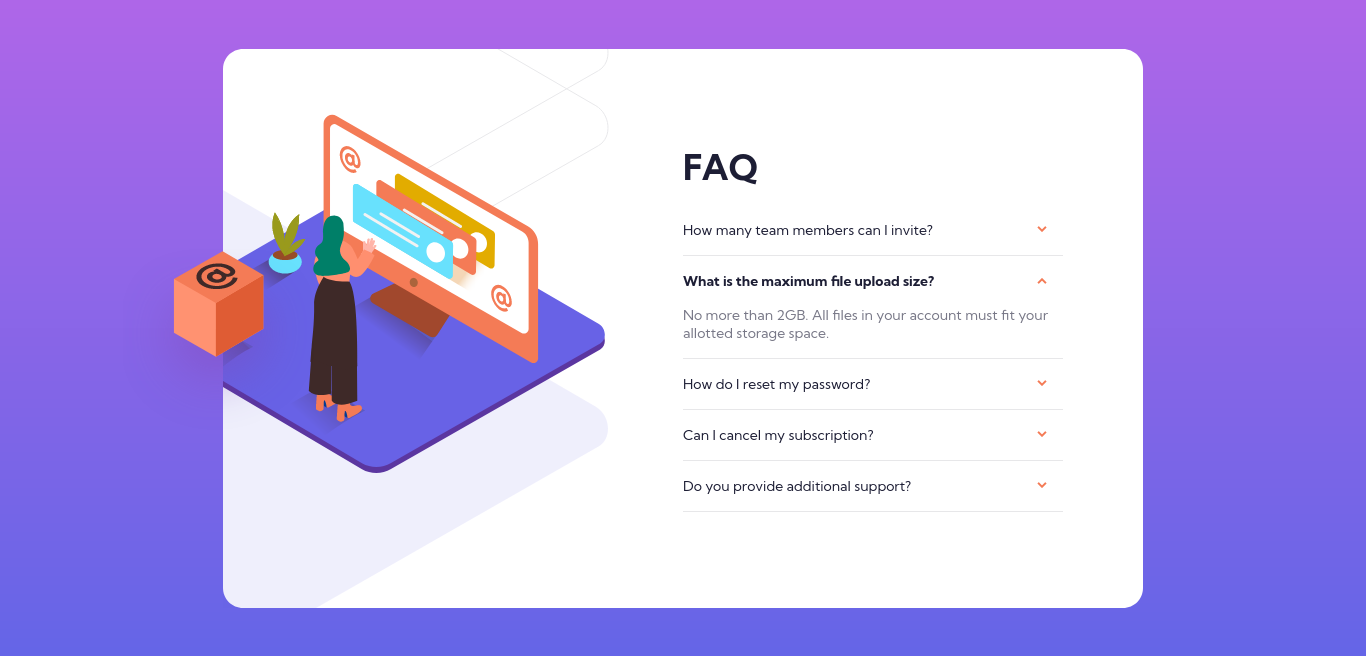 @
@
@
FAQ
How many team members can I invite?
What is the maximum file upload size?
No more than 2GB. All files in your account must fit your
allotted storage space.
How do I reset my password?
Can I cancel my subscription?
Do you provide additional support?